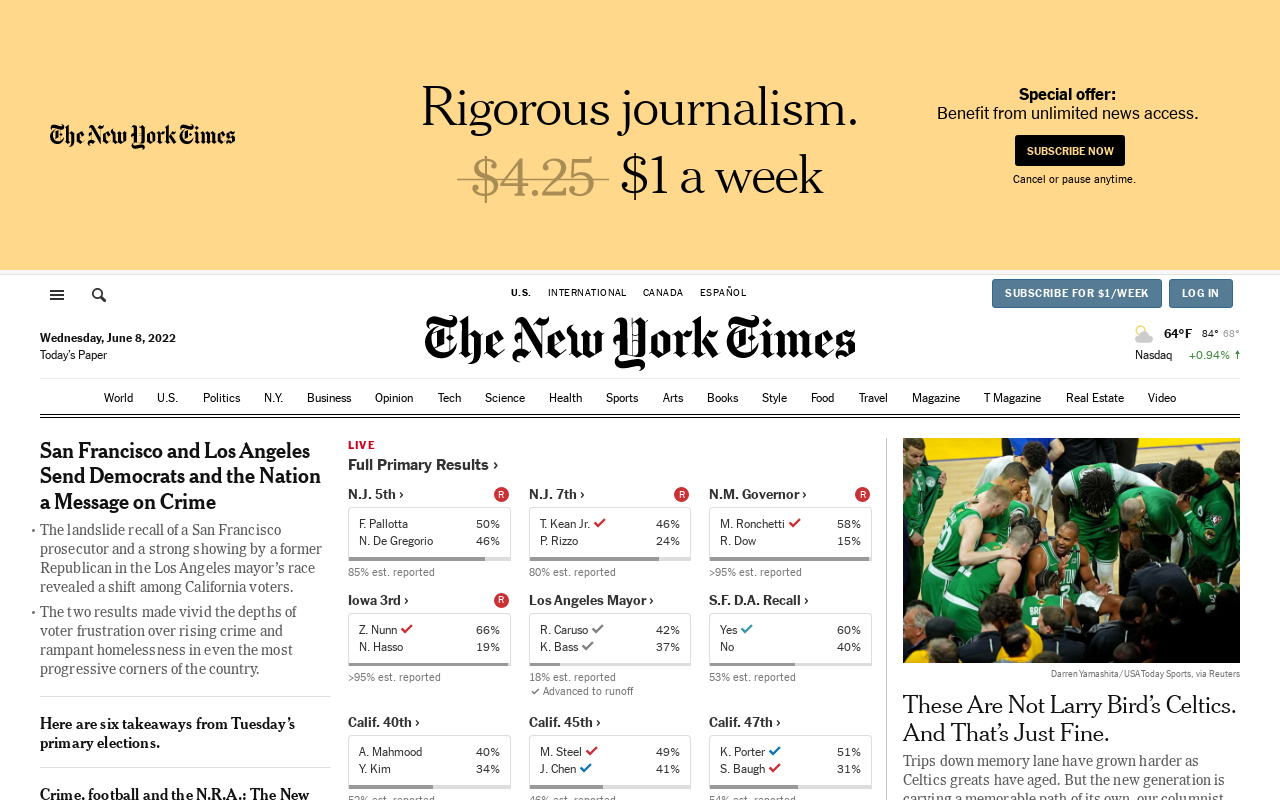 The New York Times
Rigorous journalism.
$4.25 $1 a week
Special offer:
Benefit from unlimited news access.
SUBSCRIBE NOW
Cancel or pause anytime.
U.S. INTERNATIONAL CANADA ESPAÑOL
SUBSCRIBE FOR $1/WEEK LOG IN
Wednesday, June 8, 2022
Today's Paper
The New York Times
64°F 84° 68°
Nasdaq +0.94%
World U.S. Politics N.Y. Business Opinion Tech Science Health Sports Arts Books Style Food Travel Magazine T Magazine Real Estate Video
San Francisco and Los Angeles
Send Democrats and the Nation
a Message on Crime
• The landslide recall of a San Francisco
prosecutor and a strong showing by a former
Republican in the Los Angeles mayor's race
revealed a shift among California voters.
• The two results made vivid the depths of
voter frustration over rising crime and
rampant homelessness in even the most
progressive corners of the country.
Here are six takeaways from Tuesday's
primary elections.
Crime, football and the N.R.A.: The New
LIVE
Full Primary Results ›
N.J. 5th › R
F. Pallotta 50%
N. De Gregorio 46%
85% est. reported
N.J. 7th › R
T. Kean Jr. ✓ 46%
P. Rizzo 24%
80% est. reported
N.M. Governor › R
M. Ronchetti ✓ 58%
R. Dow 15%
>95% est. reported
Iowa 3rd › R
Z. Nunn ✓ 66%
N. Hasso 19%
>95% est. reported
Los Angeles Mayor ›
R. Caruso ✓ 42%
K. Bass ✓ 37%
18% est. reported
✓ Advanced to runoff
S.F. D.A. Recall ›
Yes ✓ 60%
No 40%
53% est. reported
Calif. 40th ›
A. Mahmood 40%
Y. Kim 34%
52% est. reported
Calif. 45th ›
M. Steel ✓ 49%
J. Chen ✓ 41%
46% est. reported
Calif. 47th ›
K. Porter ✓ 51%
S. Baugh ✓ 31%
54% est. reported
Darren Yamashita/USA Today Sports, via Reuters
These Are Not Larry Bird's Celtics.
And That's Just Fine.
Trips down memory lane have grown harder as
Celtics greats have aged. But the new generation is
carving a memorable path of its own, our columnist